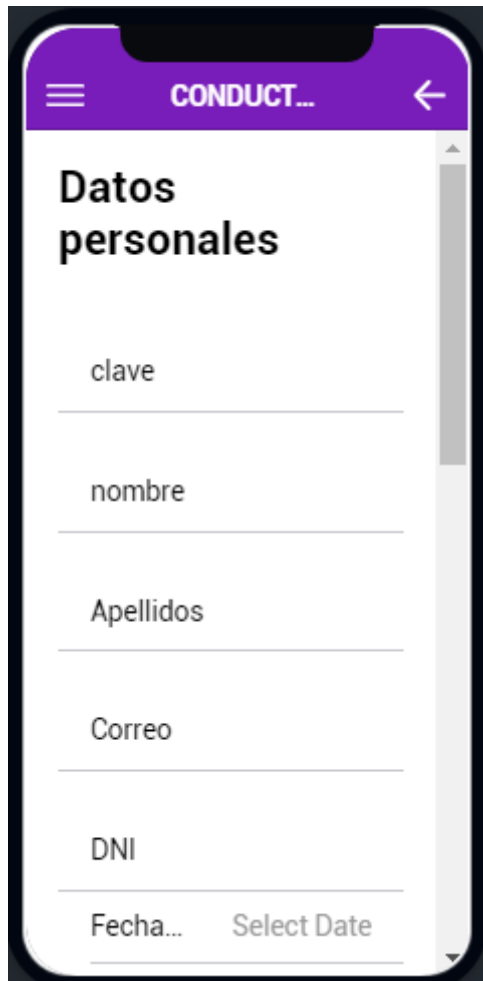 CONDUCT...
Datos
personales
clave
nombre
Apellidos
Correo
DNI
Fecha... Select Date